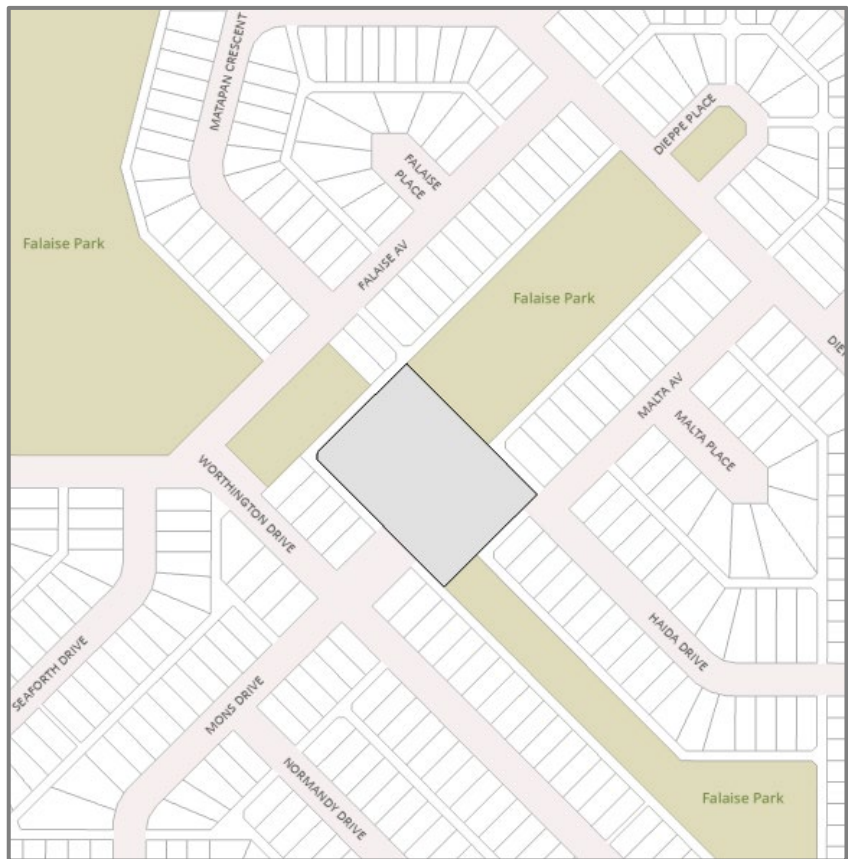 MATAPAN CRESCENT
DIEPPE PLACE
FALAISE
PLACE
Falaise Park
FALAISE AV
Falaise Park
DIE
MALTA AV
MALTA PLACE
WORTHINGTON DRIVE
HAIDA DRIVE
SEAFORTH DRIVE
MONS DRIVE
NORMANDY DRIVE
Falaise Park